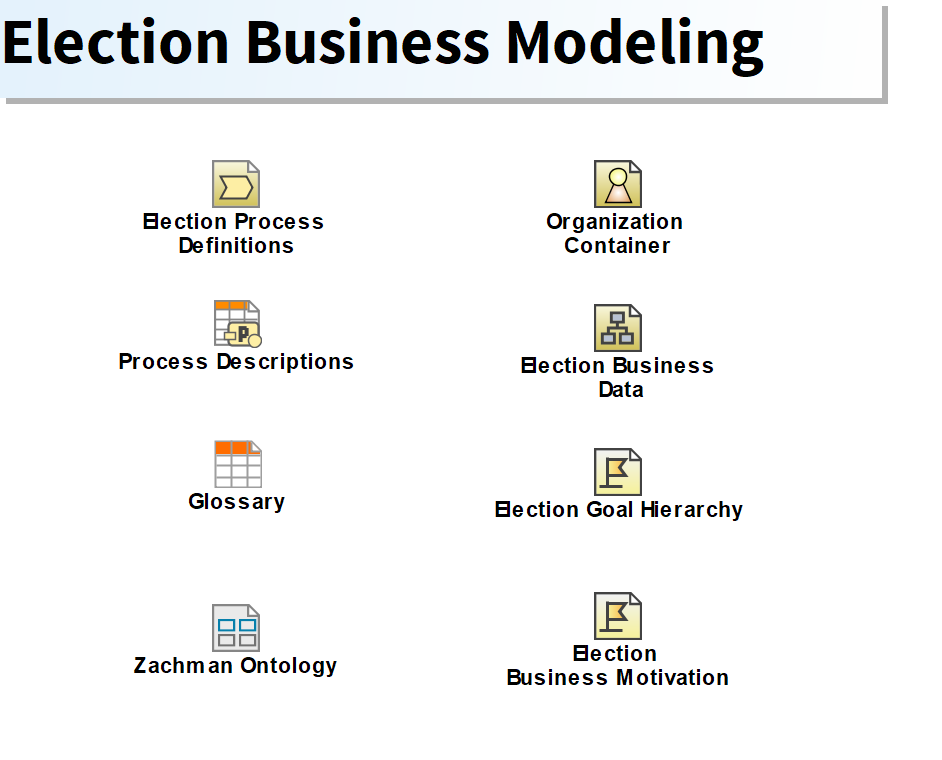 Election Business Modeling
Election Process
Definitions
Organization
Container
P
Process Descriptions
Election Business
Data
Glossary
Election Goal Hierarchy
Zachman Ontology
Election
Business Motivation